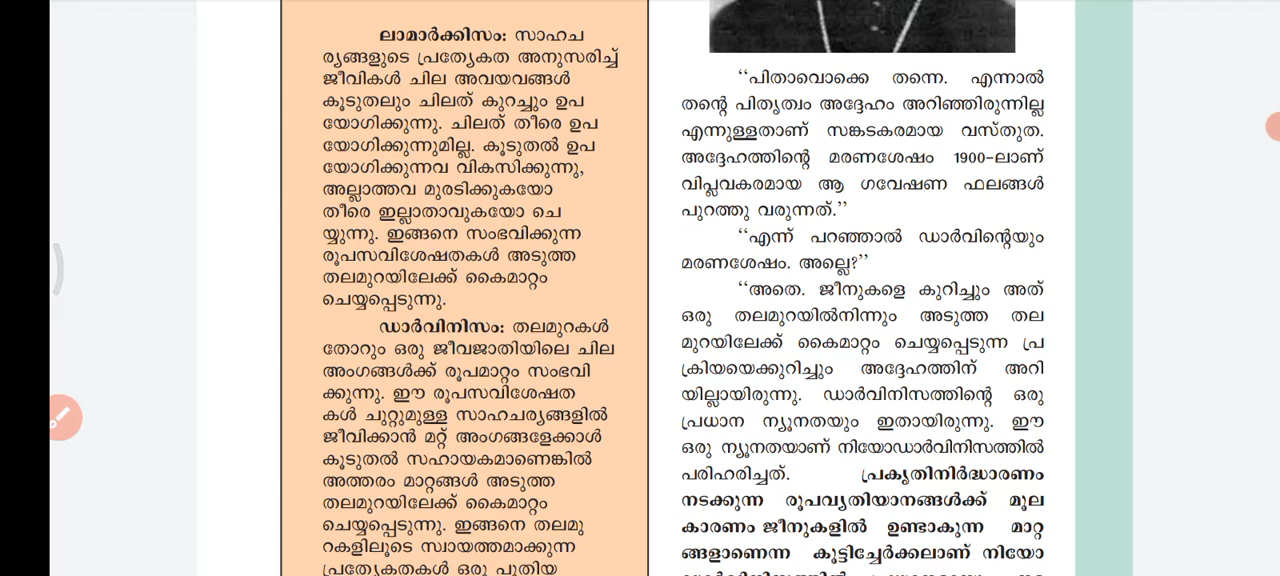 ലാമാർക്കിസം: സാഹച
ര്യങ്ങളുടെ പ്രത്യേകത അനുസരിച്ച്
ജീവികൾ ചില അവയവങ്ങൾ
കൂടുതലും ചിലത് കുറച്ചും ഉപ
യോഗിക്കുന്നു. ചിലത് തീരെ ഉപ
യോഗിക്കുന്നുമില്ല. കൂടുതൽ ഉപ
യോഗിക്കുന്നവ വികസിക്കുന്നു,
അല്ലാത്തവ മുരടിക്കുകയോ
തീരെ ഇല്ലാതാവുകയോ ചെ
യ്യുന്നു. ഇങ്ങനെ സംഭവിക്കുന്ന
രൂപസവിശേഷതകൾ അടുത്ത
തലമുറയിലേക്ക് കൈമാറ്റം
ചെയ്യപ്പെടുന്നു.
ഡാർവിനിസം: തലമുറകൾ
തോറും ഒരു ജീവജാതിയിലെ ചില
അംഗങ്ങൾക്ക് രൂപമാറ്റം സംഭവി
ക്കുന്നു. ഈ രൂപസവിശേഷത
കൾ ചുറ്റുമുള്ള സാഹചര്യങ്ങളിൽ
ജീവിക്കാൻ മറ്റ് അംഗങ്ങളേക്കാൾ
കൂടുതൽ സഹായകമാണെങ്കിൽ
അത്തരം മാറ്റങ്ങൾ അടുത്ത
തലമുറയിലേക്ക് കൈമാറ്റം
ചെയ്യപ്പെടുന്നു. ഇങ്ങനെ തലമു
റകളിലൂടെ സ്വായത്തമാക്കുന്ന
പ്രത്യേകതകൾ ഒരു പുതിയ
‘‘പിതാവൊക്കെ തന്നെ. എന്നാൽ
തന്റെ പിതൃത്വം അദ്ദേഹം അറിഞ്ഞിരുന്നില്ല
എന്നുള്ളതാണ് സങ്കടകരമായ വസ്തുത.
അദ്ദേഹത്തിന്റെ മരണശേഷം 1900-ലാണ്
വിപ്ലവകരമായ ആ ഗവേഷണ ഫലങ്ങൾ
പുറത്തു വരുന്നത്.’’
‘‘എന്ന് പറഞ്ഞാൽ ഡാർവിന്റെയും
മരണശേഷം. അല്ലെ?’’
‘‘അതെ. ജീനുകളെ കുറിച്ചും അത്
ഒരു തലമുറയിൽനിന്നും അടുത്ത തല
മുറയിലേക്ക് കൈമാറ്റം ചെയ്യപ്പെടുന്ന പ്ര
ക്രിയയെക്കുറിച്ചും അദ്ദേഹത്തിന് അറി
യില്ലായിരുന്നു. ഡാർവിനിസത്തിന്റെ ഒരു
പ്രധാന ന്യൂനതയും ഇതായിരുന്നു. ഈ
ഒരു ന്യൂനതയാണ് നിയോഡാർവിനിസത്തിൽ
പരിഹരിച്ചത്. പ്രകൃതിനിർദ്ധാരണം
നടക്കുന്ന രൂപവ്യതിയാനങ്ങൾക്ക് മൂല
കാരണം ജീനുകളിൽ ഉണ്ടാകുന്ന മാറ്റ
ങ്ങളാണെന്ന കൂട്ടിച്ചേർക്കലാണ് നിയോ